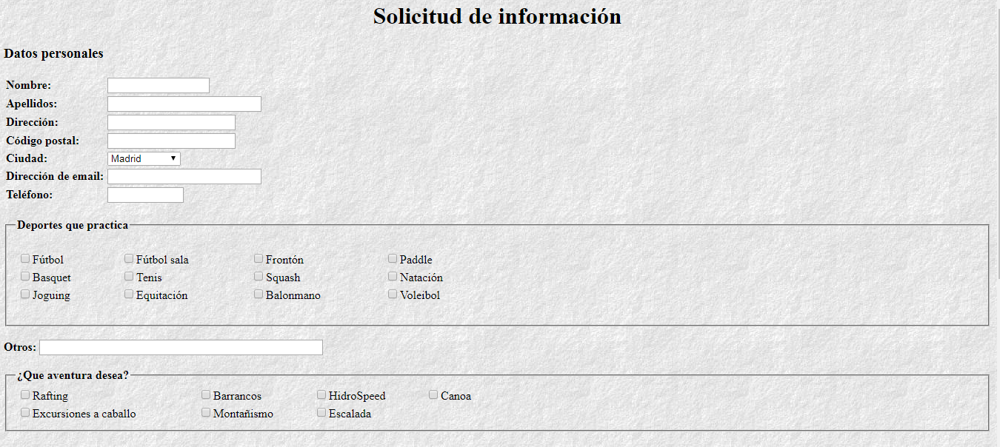 Solicitud de información
Datos personales
Nombre:
Apellidos:
Dirección:
Código postal:
Ciudad: Madrid
Dirección de email:
Teléfono:
Deportes que practica
Fútbol Fútbol sala Frontón Paddle
Basquet Tenis Squash Natación
Joguing Equitación Balonmano Voleibol
Otros:
¿Que aventura desea?
Rafting Barrancos HidroSpeed Canoa
Excursiones a caballo Montañismo Escalada